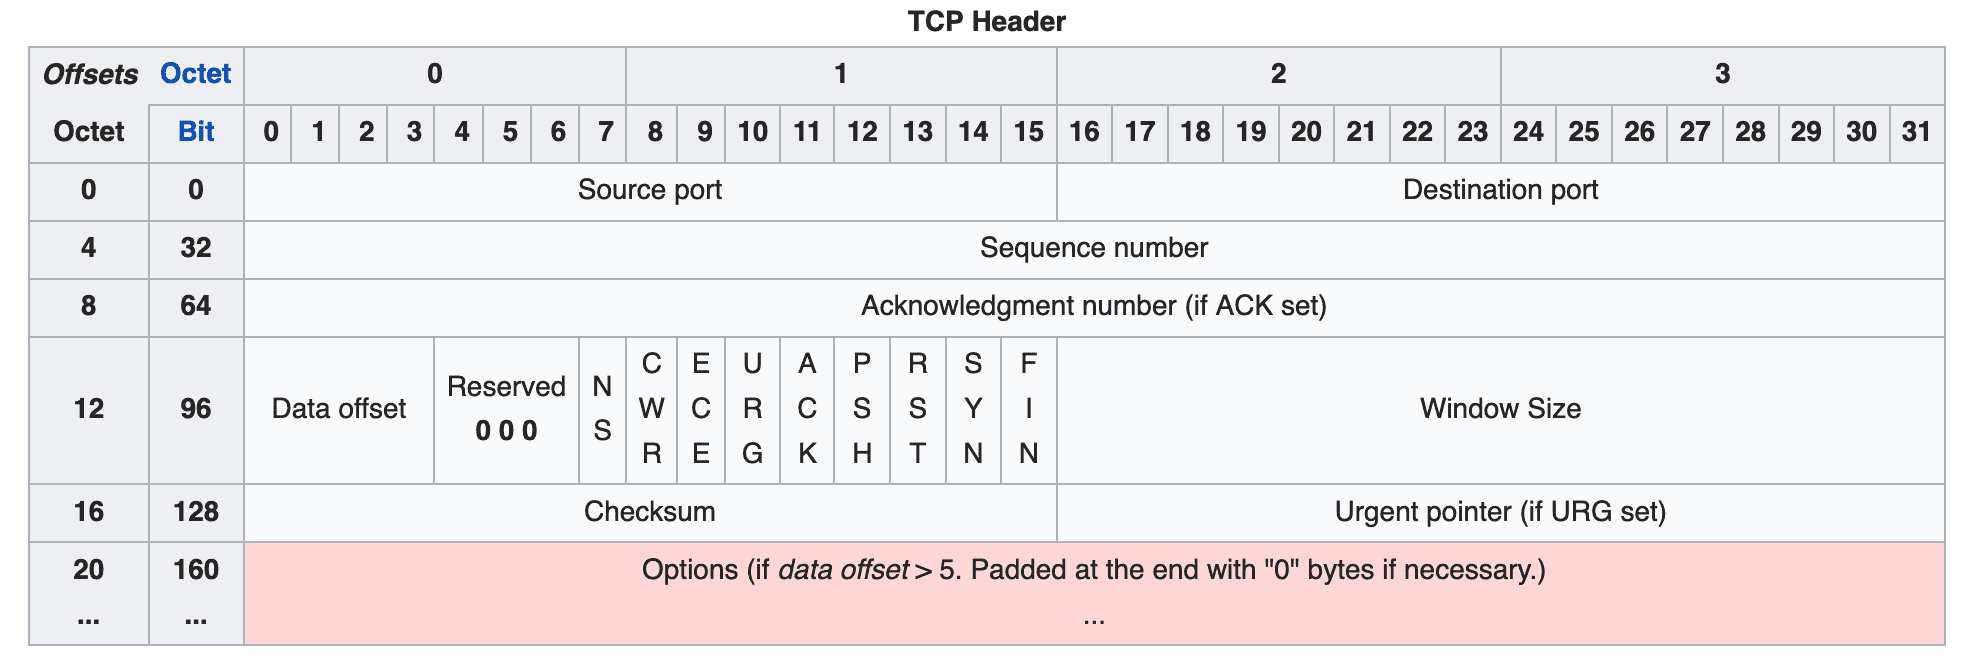 TCP Header
Offsets Octet 0 1 2 3
Octet Bit 0 1 2 3 4 5 6 7 8 9 10 11 12 13 14 15 16 17 18 19 20 21 22 23 24 25 26 27 28 29 30 31
0 0 Source port Destination port
4 32 Sequence number
8 64 Acknowledgment number (if ACK set)
12 96 Data offset Reserved 0 0 0 NS CWR ECE URG ACK PSH RST SYN FIN Window Size
16 128 Checksum Urgent pointer (if URG set)
20 160 Options (if data offset > 5. Padded at the end with "0" bytes if necessary.)
... ... ...